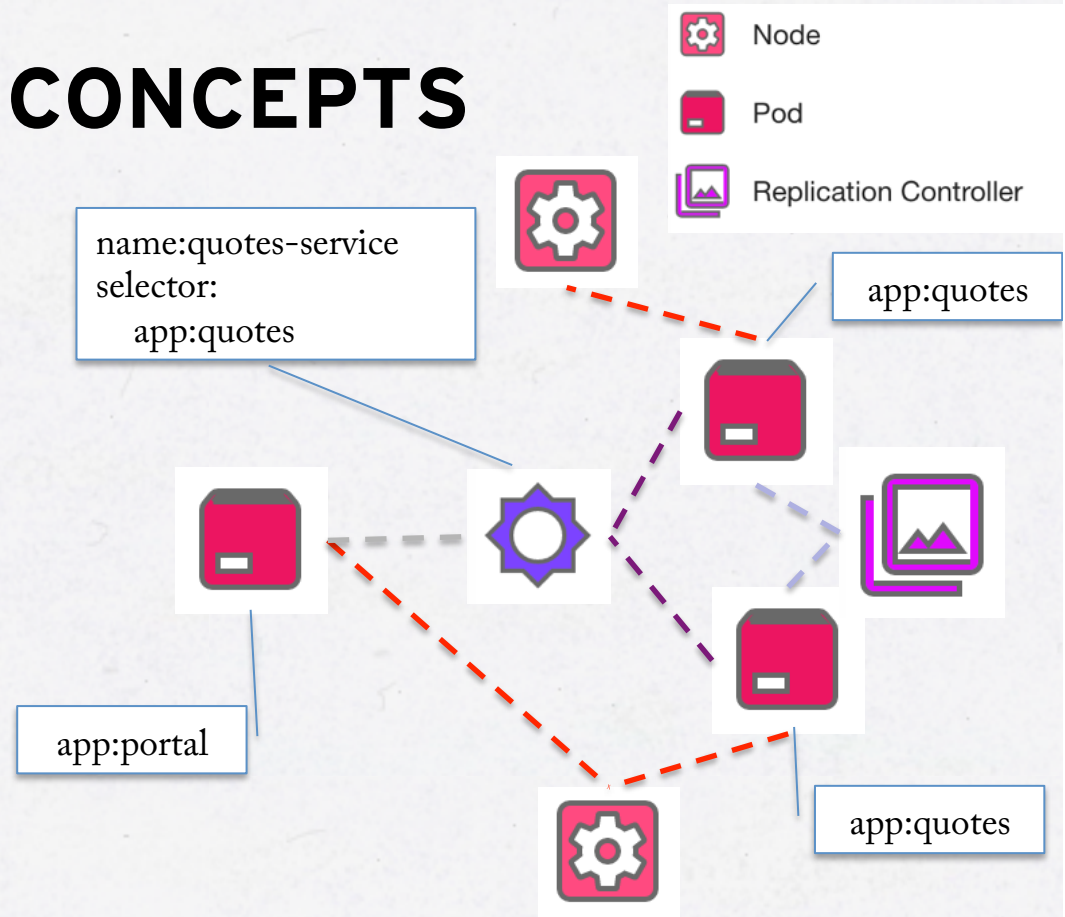 CONCEPTS
Node
Pod
Replication Controller
name:quotes-service
selector:
app:quotes
app:quotes
app:portal
app:quotes